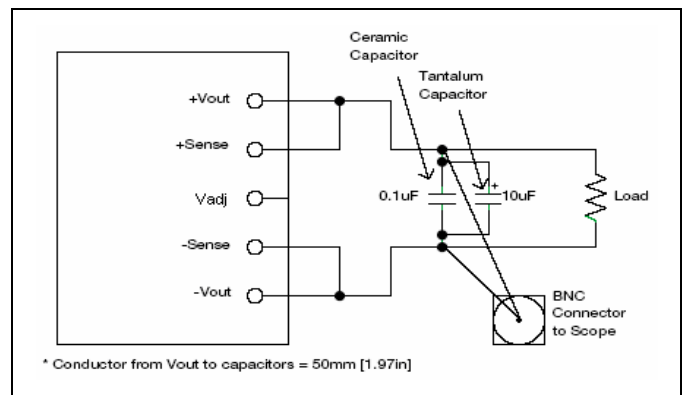 Ceramic
Capacitor
Tantalum
Capacitor
+Vout
+Sense
Vadj
-Sense
-Vout
0.1uF
+
10uF
Load
BNC
Connector
to Scope
* Conductor from Vout to capacitors = 50mm [1.97in]